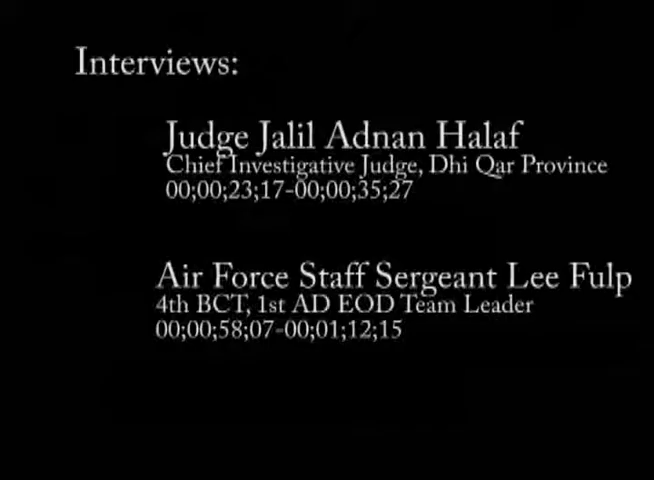 Interviews:
Judge Jalil Adnan Halaf
Chief Investigative Judge, Dhi Qar Province
00;00;23;17-00;00;35;27
Air Force Staff Sergeant Lee Fulp
4th BCT, 1st AD EOD Team Leader
00;00;58;07-00;01;12;15